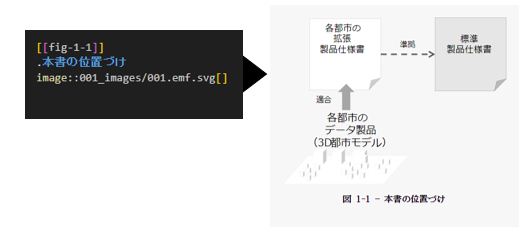 [[fig-1-1]]
.本書の位置づけ
image::001_images/001.emf.svg[]
各都市の
拡張
製品仕様書
準拠
標準
製品仕様書
適合
各都市の
データ製品
(3D都市モデル)
図 1-1 − 本書の位置づけ